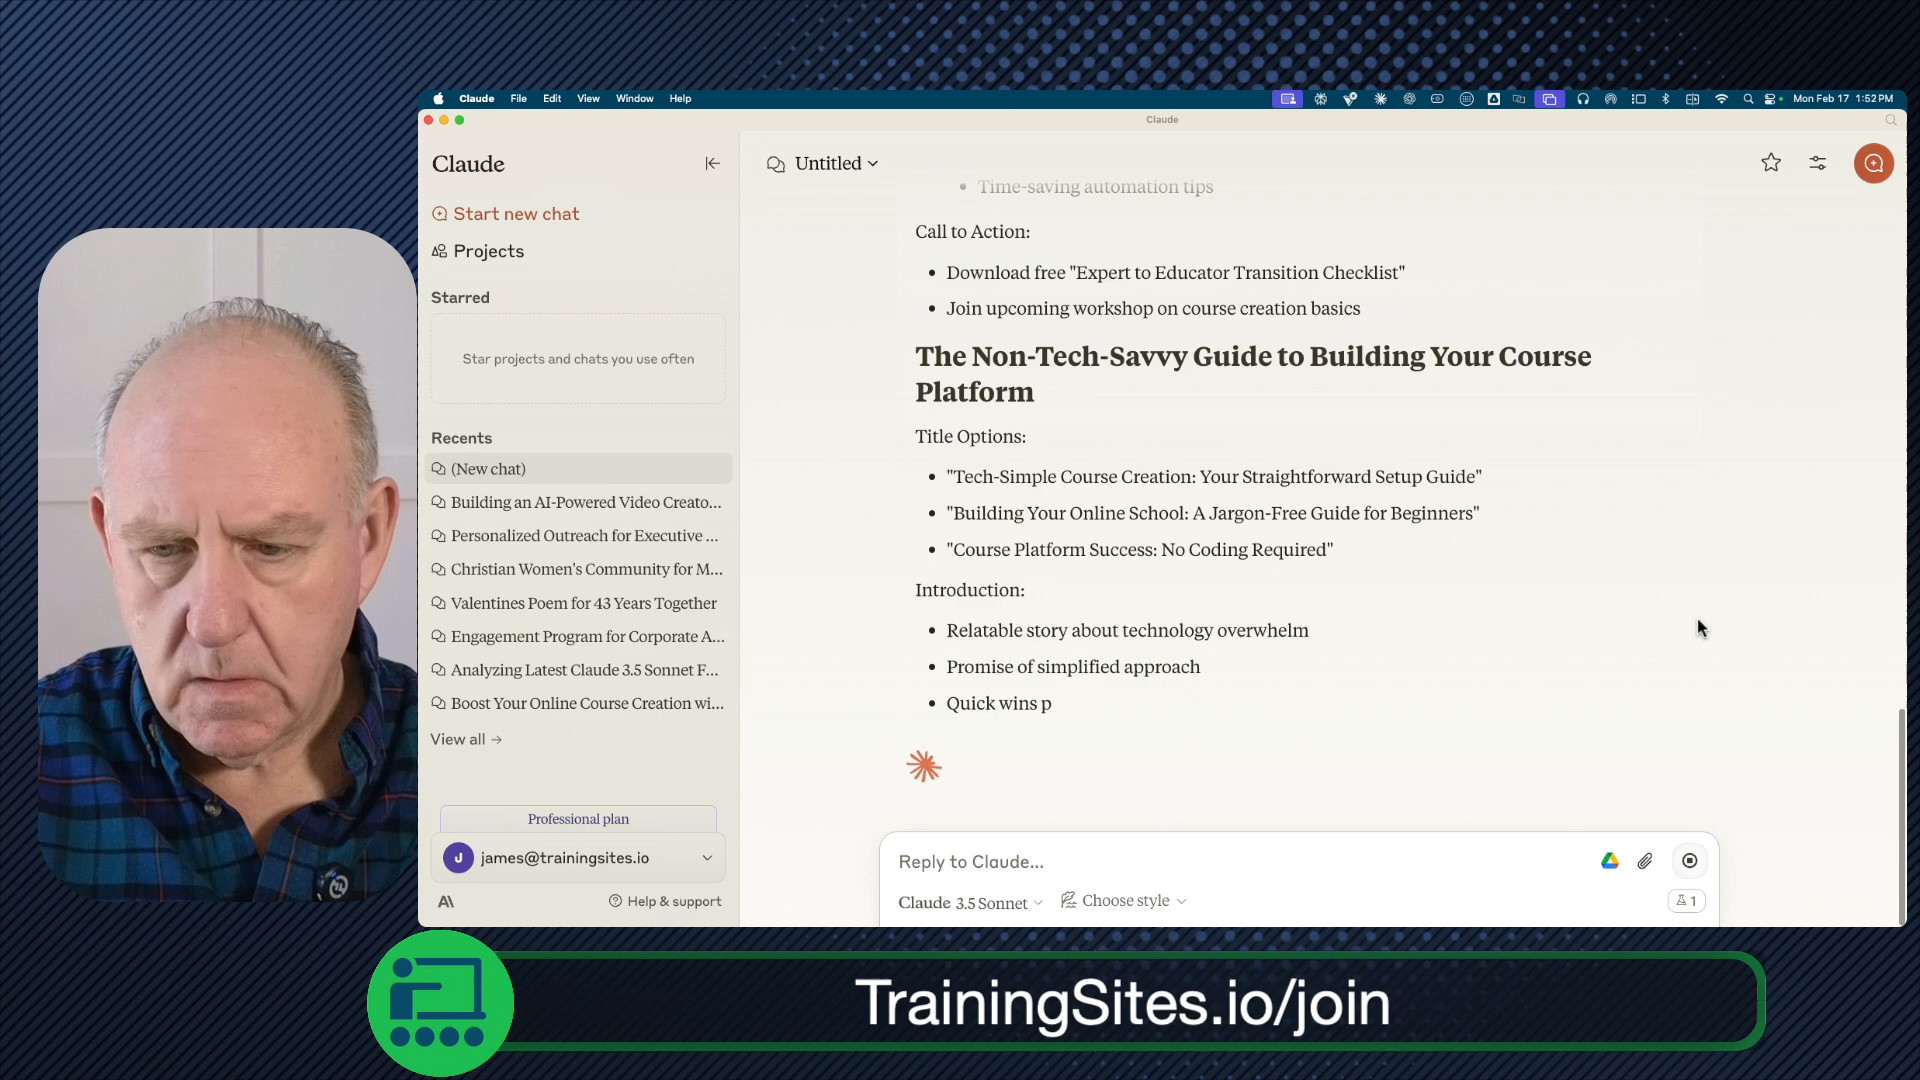 Claude File Edit View Window Help
Mon Feb 17 1:52 PM
Claude
Claude
Start new chat
Projects
Starred
Star projects and chats you use often
Recents
(New chat)
Building an AI-Powered Video Creato...
Personalized Outreach for Executive ...
Christian Women's Community for M...
Valentines Poem for 43 Years Together
Engagement Program for Corporate A...
Analyzing Latest Claude 3.5 Sonnet F...
Boost Your Online Course Creation wi...
View all →
Professional plan
J james@trainingsites.io
Help & support
Untitled
• Time-saving automation tips
Call to Action:
• Download free "Expert to Educator Transition Checklist"
• Join upcoming workshop on course creation basics
The Non-Tech-Savvy Guide to Building Your Course
Platform
Title Options:
• "Tech-Simple Course Creation: Your Straightforward Setup Guide"
• "Building Your Online School: A Jargon-Free Guide for Beginners"
• "Course Platform Success: No Coding Required"
Introduction:
• Relatable story about technology overwhelm
• Promise of simplified approach
• Quick wins p
Reply to Claude...
Claude 3.5 Sonnet Choose style
1
TrainingSites.io/join